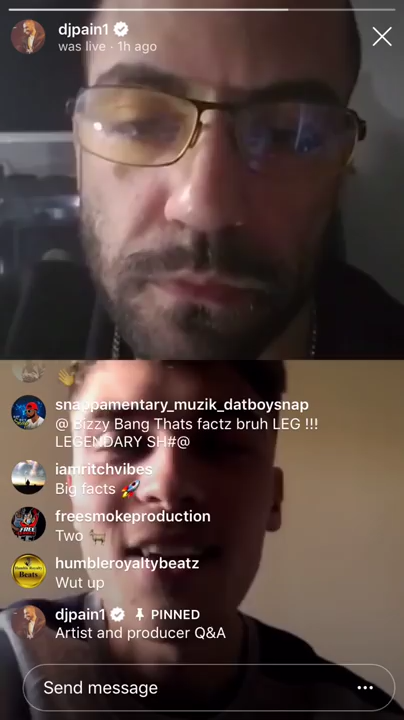 djpain1
was live · 1h ago
snappamentary_muzik_datboysnap
@ Bizzy Bang Thats factz bruh LEG !!!
LEGENDARY SH#@
iamritchvibes
Big facts 🚀
freesmokeproduction
Two 🐐
humbleroyaltybeatz
Wut up
djpain1 PINNED
Artist and producer Q&A
Send message